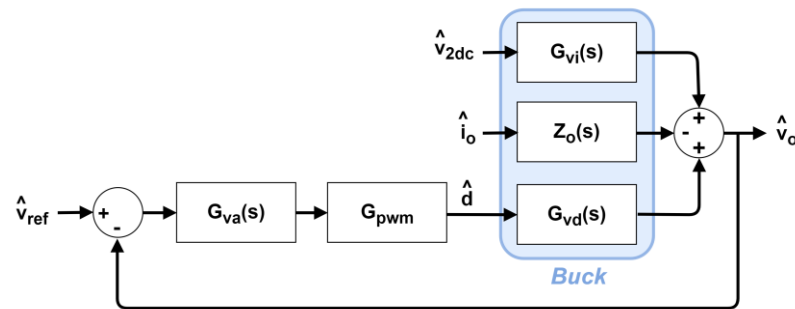 v̂2dc
Gvi(s)
+
îo
Zo(s)
-
v̂o
+
v̂ref
+
-
Gva(s)
Gpwm
d̂
Gvd(s)
Buck